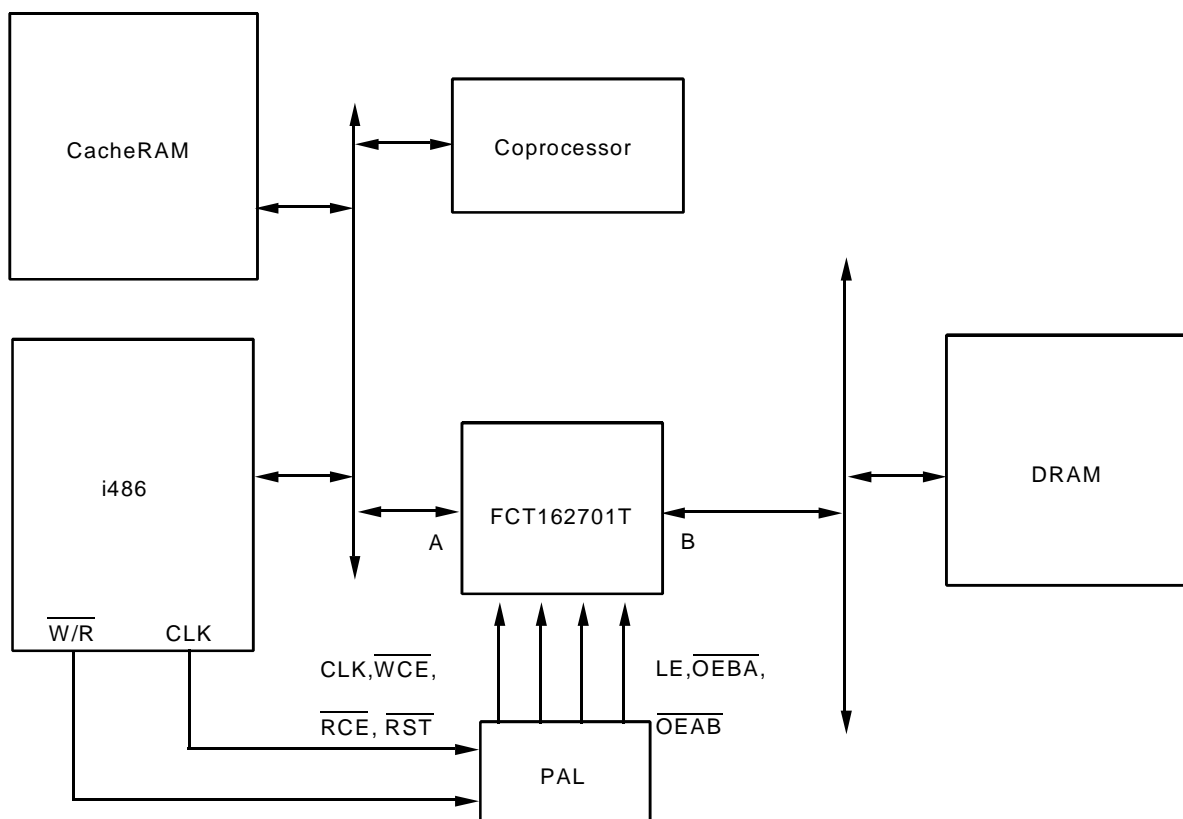 CacheRAM
Coprocessor
i486
FCT162701T
DRAM
A
B
W/R
CLK
CLK,WCE,
RCE, RST
LE,OEBA,
OEAB
PAL